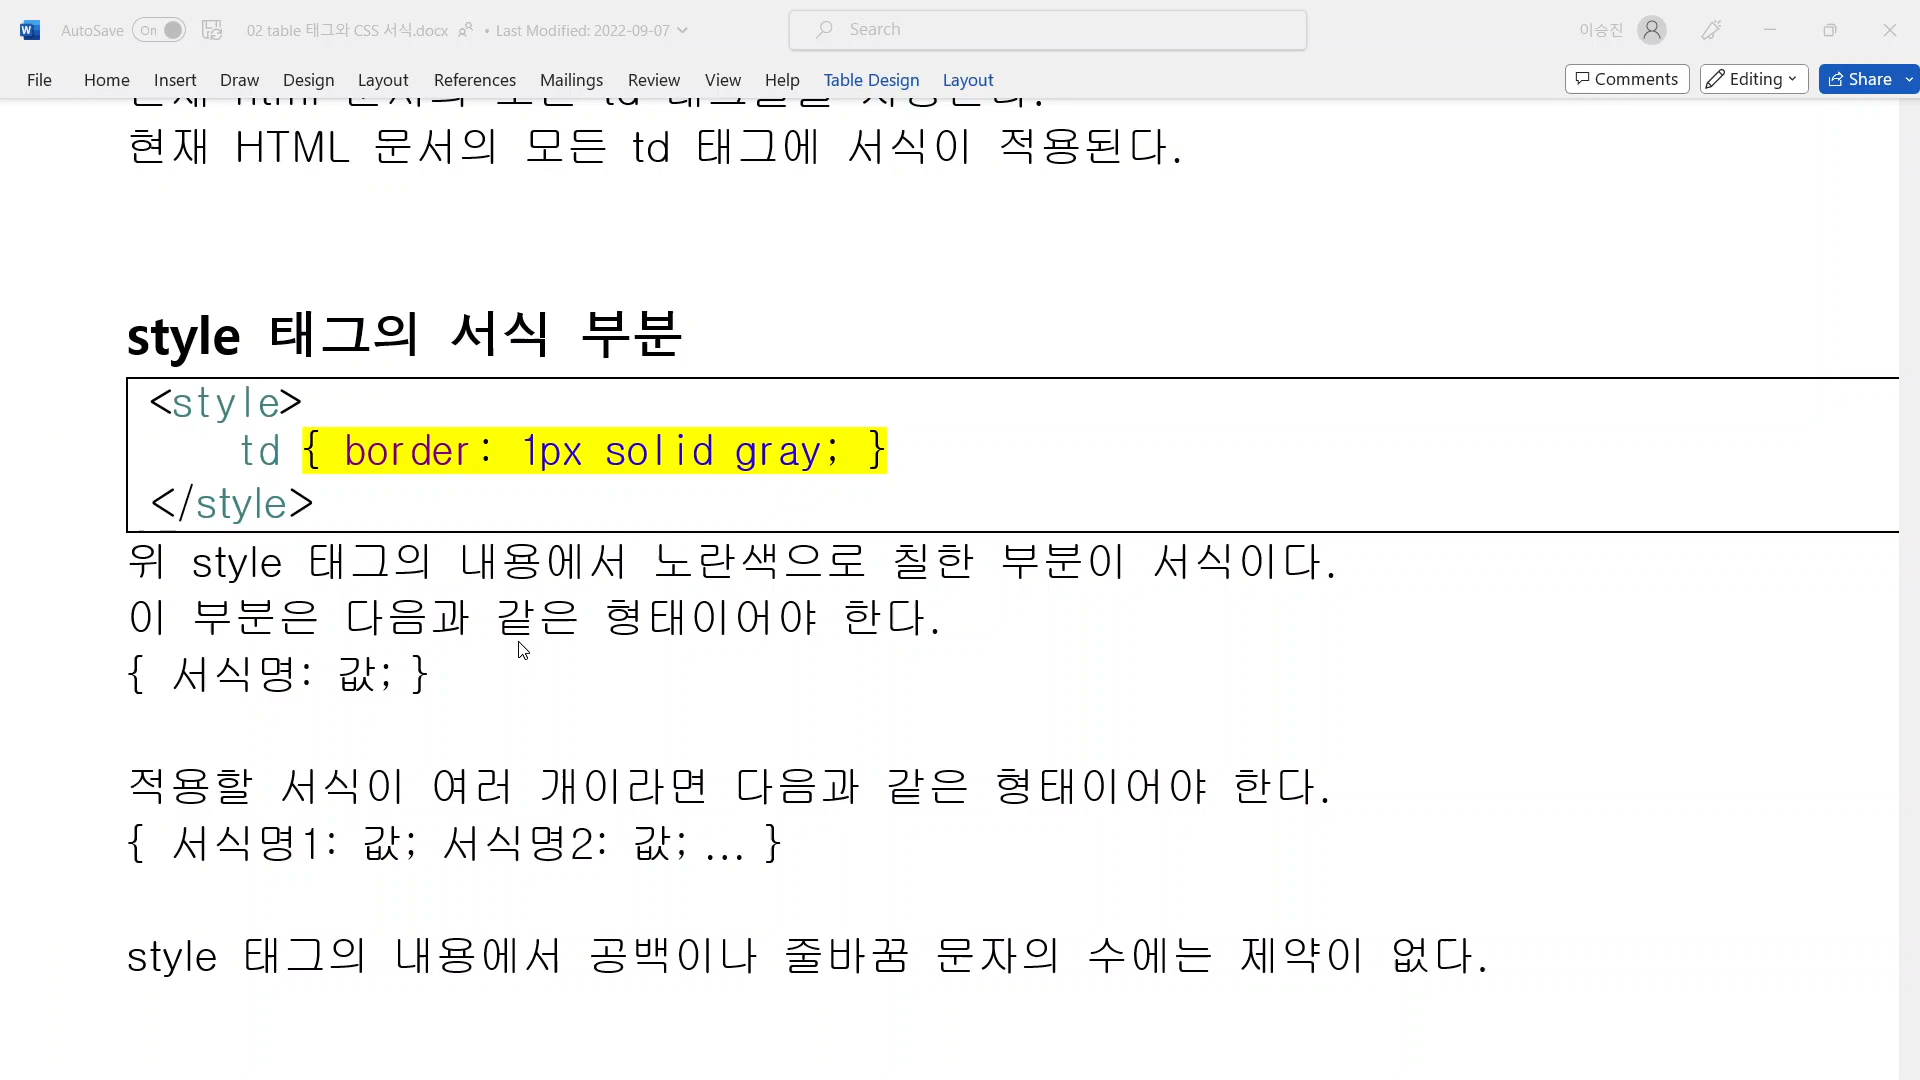 AutoSave On 02 table 태그와 CSS 서식.docx • Last Modified: 2022-09-07 Search 이승진
File Home Insert Draw Design Layout References Mailings Review View Help Table Design Layout Comments Editing Share
현재 HTML 문서의 모든 td 태그에 서식이 적용된다.
style 태그의 서식 부분
<style>
td { border: 1px solid gray; }
</style>
위 style 태그의 내용에서 노란색으로 칠한 부분이 서식이다.
이 부분은 다음과 같은 형태이어야 한다.
{ 서식명: 값; }
적용할 서식이 여러 개이라면 다음과 같은 형태이어야 한다.
{ 서식명1: 값; 서식명2: 값; ... }
style 태그의 내용에서 공백이나 줄바꿈 문자의 수에는 제약이 없다.